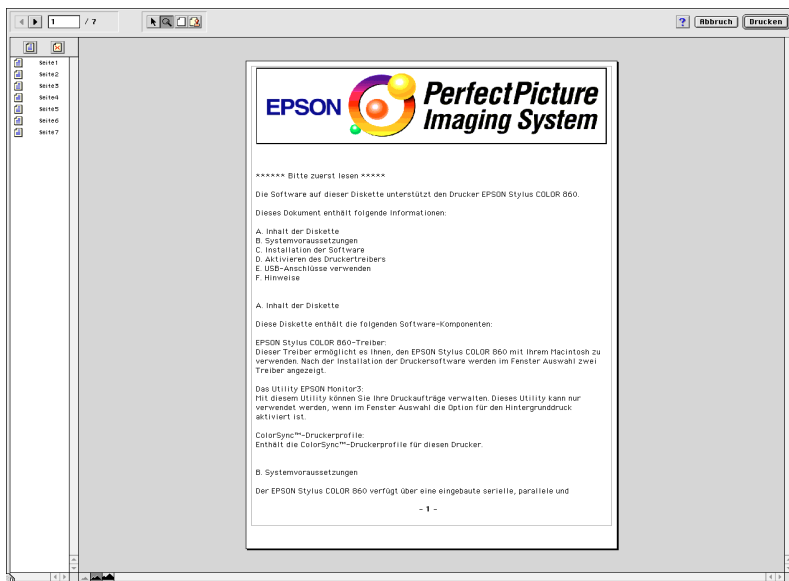 1 / 7
? Abbruch Drucken
Seite1
Seite2
Seite3
Seite4
Seite5
Seite6
Seite7
EPSON PerfectPicture
Imaging System
****** Bitte zuerst lesen *****
Die Software auf dieser Diskette unterstützt den Drucker EPSON Stylus COLOR 860.
Dieses Dokument enthält folgende Informationen:
A. Inhalt der Diskette
B. Systemvoraussetzungen
C. Installation der Software
D. Aktivieren des Druckertreibers
E. USB-Anschlüsse verwenden
F. Hinweise
A. Inhalt der Diskette
Diese Diskette enthält die folgenden Software-Komponenten:
EPSON Stylus COLOR 860-Treiber:
Dieser Treiber ermöglicht es Ihnen, den EPSON Stylus COLOR 860 mit Ihrem Macintosh zu
verwenden. Nach der Installation der Druckersoftware werden im Fenster Auswahl zwei
Treiber angezeigt.
Das Utility EPSON Monitor3:
Mit diesem Utility können Sie Ihre Druckaufträge verwalten. Dieses Utility kann nur
verwendet werden, wenn im Fenster Auswahl die Option für den Hintergrunddruck
aktiviert ist.
ColorSync™-Druckerprofile:
Enthält die ColorSync™-Druckerprofile für diesen Drucker.
B. Systemvoraussetzungen
Der EPSON Stylus COLOR 860 verfügt über eine eingebaute serielle, parallele und
- 1 -